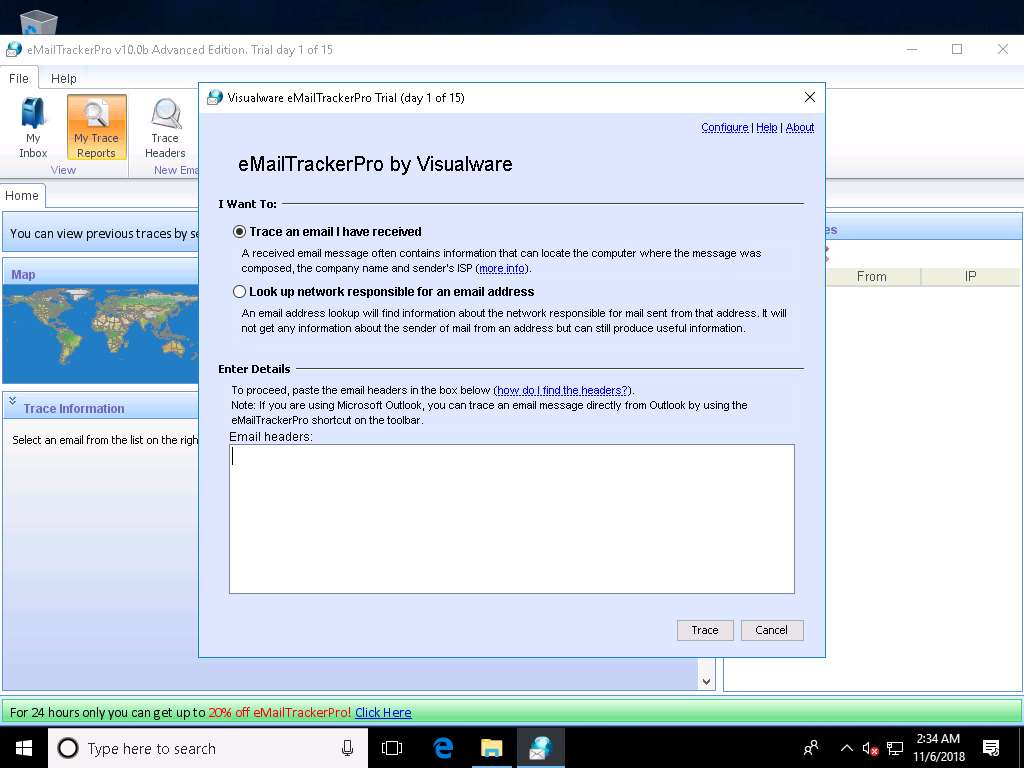 eMailTrackerPro v10.0b Advanced Edition. Trial day 1 of 15
File Help
My Inbox
My Trace Reports
Trace Headers
View
New Ema
Home
You can view previous traces by se
Map
Trace Information
Select an email from the list on the righ
es
From IP
Visualware eMailTrackerPro Trial (day 1 of 15)
Configure | Help | About
eMailTrackerPro by Visualware
I Want To:
Trace an email I have received
A received email message often contains information that can locate the computer where the message was
composed, the company name and sender's ISP (more info).
Look up network responsible for an email address
An email address lookup will find information about the network responsible for mail sent from that address. It will
not get any information about the sender of mail from an address but can still produce useful information.
Enter Details
To proceed, paste the email headers in the box below (how do I find the headers?).
Note: If you are using Microsoft Outlook, you can trace an email message directly from Outlook by using the
eMailTrackerPro shortcut on the toolbar.
Email headers:
Trace Cancel
For 24 hours only you can get up to 20% off eMailTrackerPro! Click Here
Type here to search
2:34 AM
11/6/2018